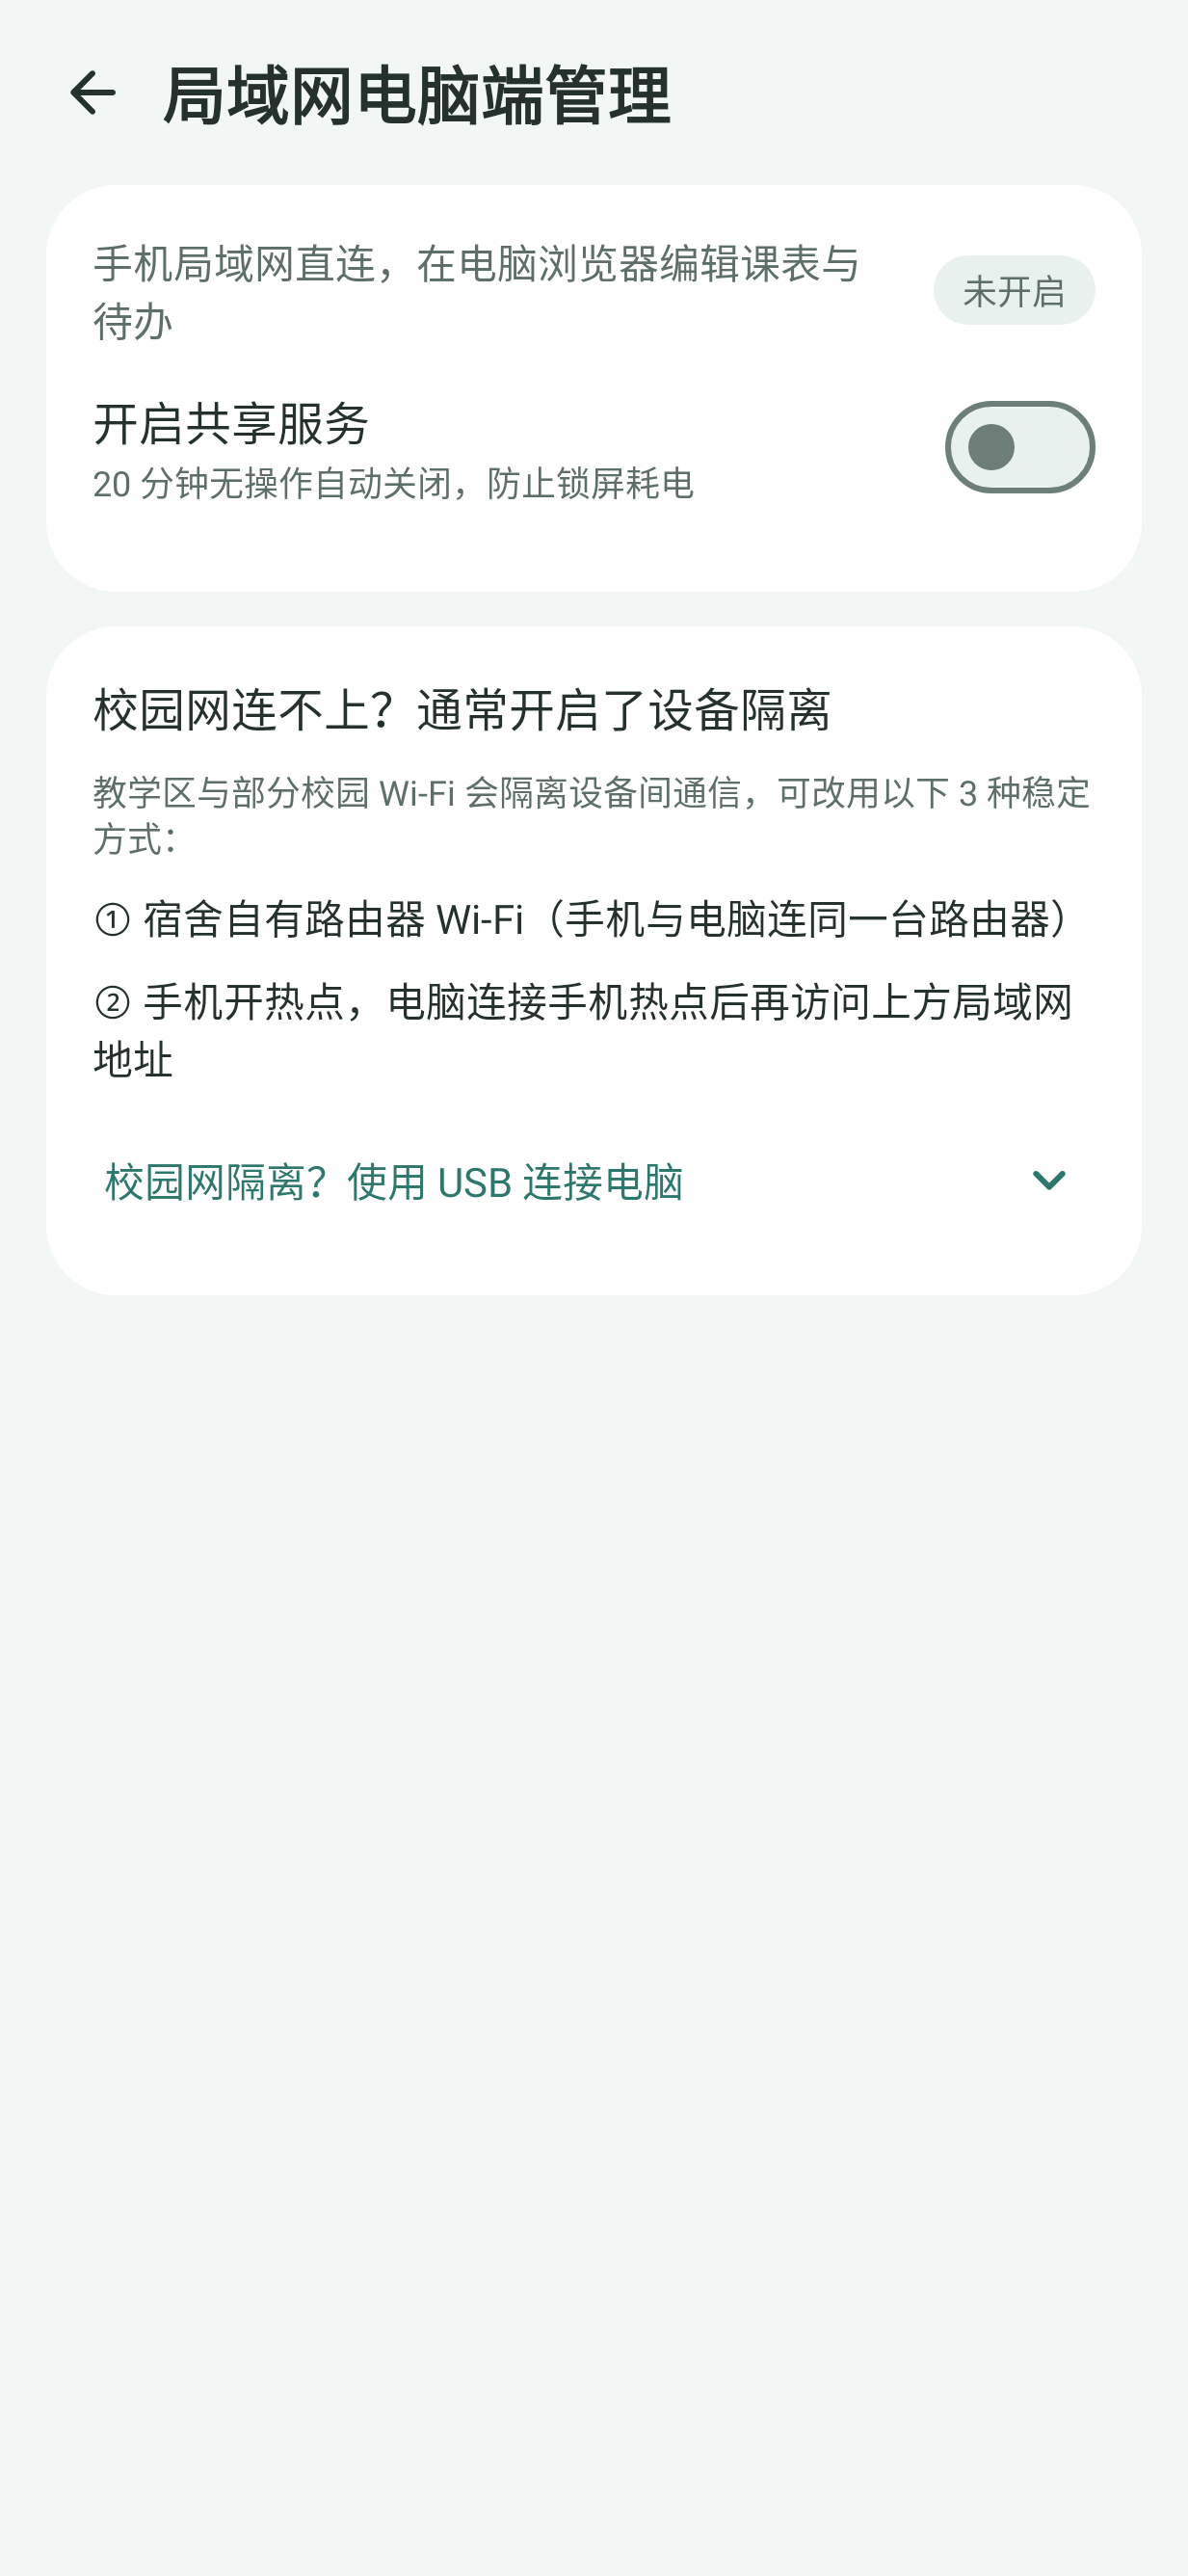 局域网电脑端管理
手机局域网直连，在电脑浏览器编辑课表与
待办
未开启
开启共享服务
20 分钟无操作自动关闭，防止锁屏耗电
校园网连不上？通常开启了设备隔离
教学区与部分校园 Wi-Fi 会隔离设备间通信，可改用以下 3 种稳定
方式：
① 宿舍自有路由器 Wi-Fi（手机与电脑连同一台路由器）
② 手机开热点，电脑连接手机热点后再访问上方局域网
地址
校园网隔离？使用 USB 连接电脑